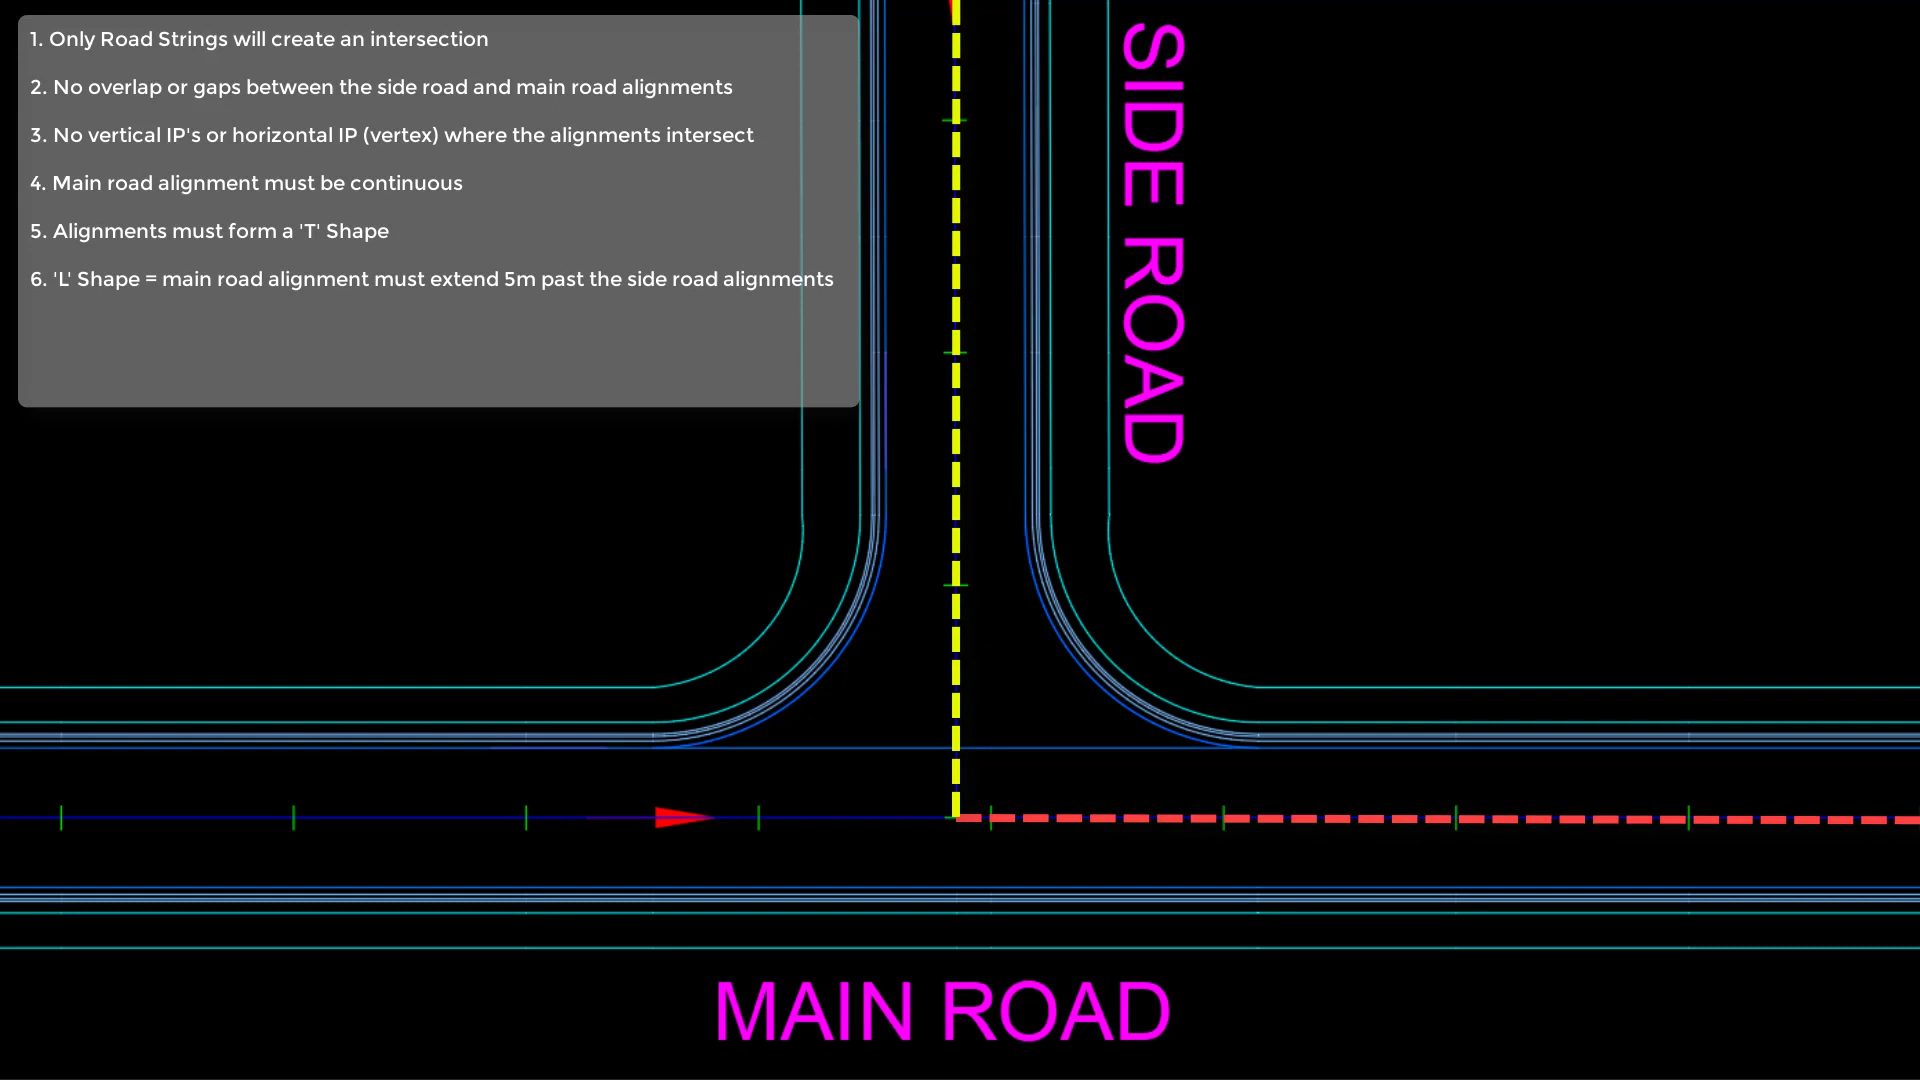 1. Only Road Strings will create an intersection
2. No overlap or gaps between the side road and main road alignments
3. No vertical IP's or horizontal IP (vertex) where the alignments intersect
4. Main road alignment must be continuous
5. Alignments must form a 'T' Shape
6. 'L' Shape = main road alignment must extend 5m past the side road alignments
SIDE ROAD
MAIN ROAD